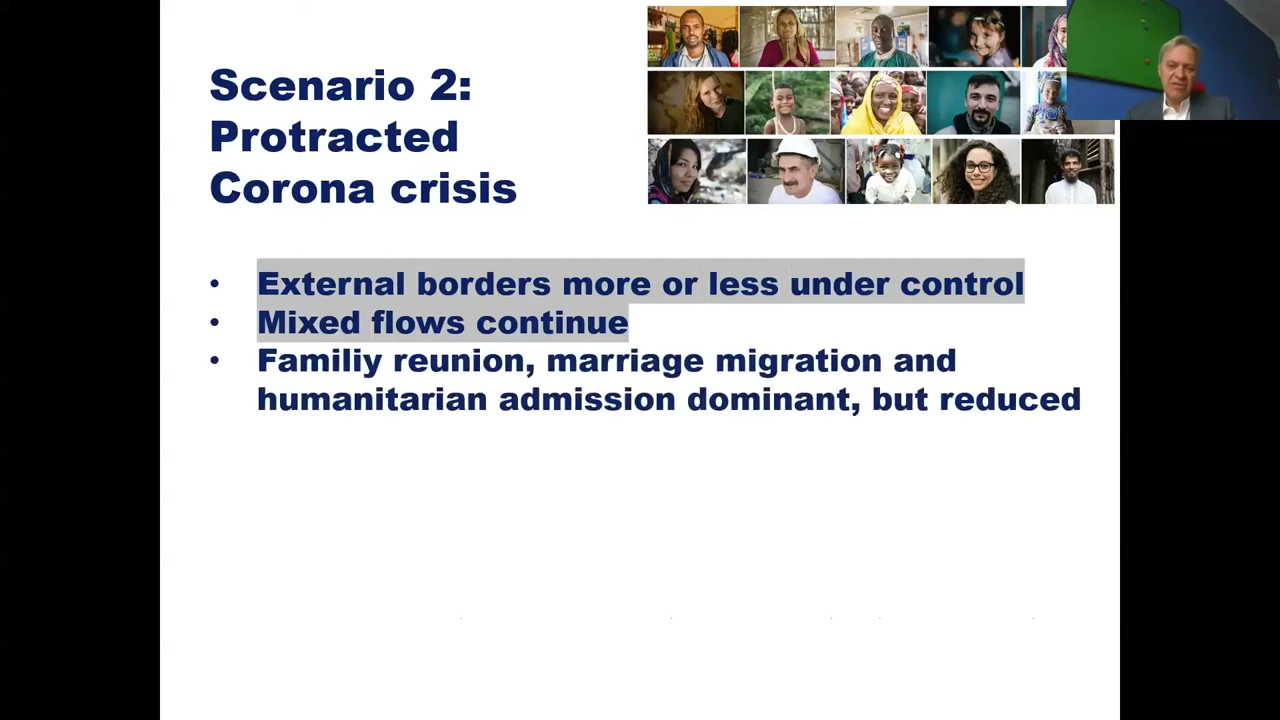 Scenario 2:
Protracted
Corona crisis
• External borders more or less under control
• Mixed flows continue
• Familiy reunion, marriage migration and
humanitarian admission dominant, but reduced